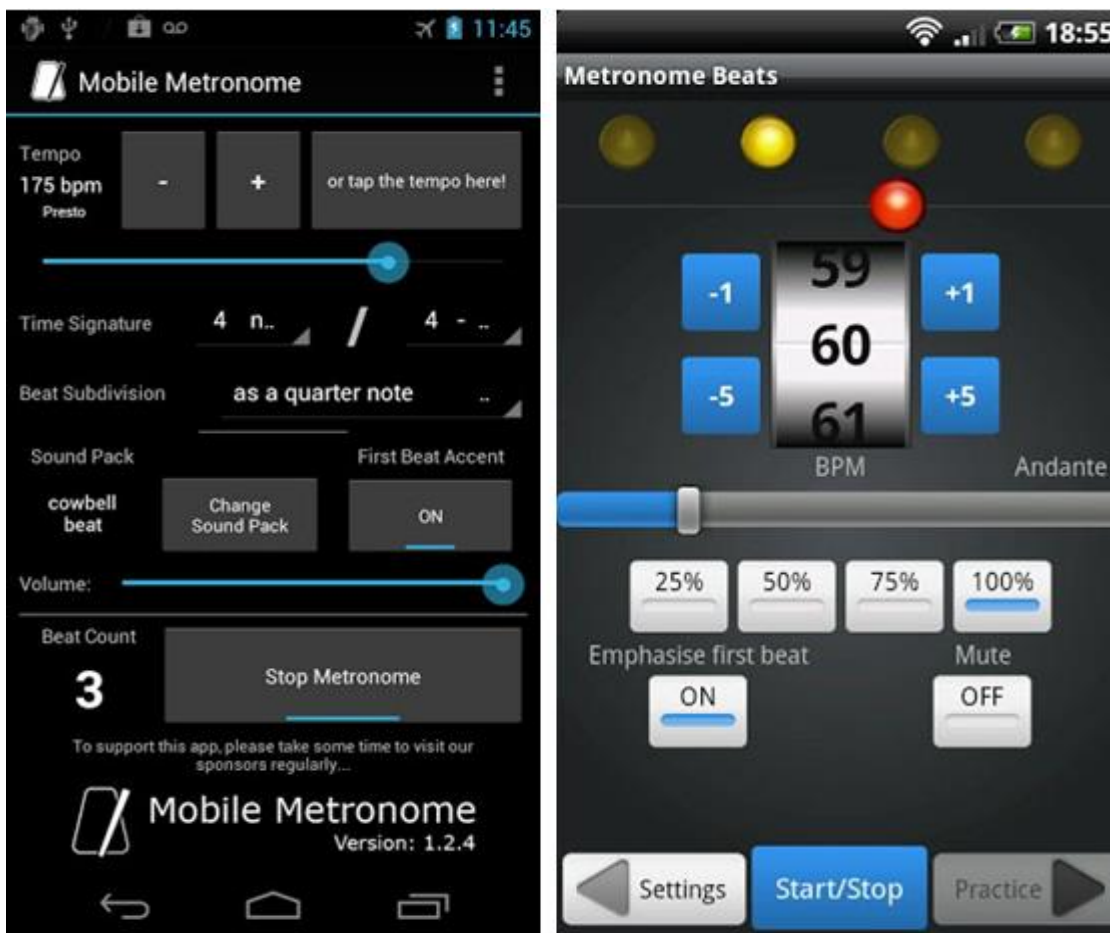 11:45
Mobile Metronome
Tempo
175 bpm
Presto
-
+
or tap the tempo here!
Time Signature
4 n..
/
4 - ..
Beat Subdivision
as a quarter note ..
Sound Pack
First Beat Accent
cowbell
beat
Change
Sound Pack
ON
Volume:
Beat Count
3
Stop Metronome
To support this app, please take some time to visit our
sponsors regularly...
Mobile Metronome
Version: 1.2.4
18:55
Metronome Beats
59
-1
+1
60
-5
+5
61
BPM
Andante
25%
50%
75%
100%
Emphasise first beat
Mute
ON
OFF
Settings
Start/Stop
Practice